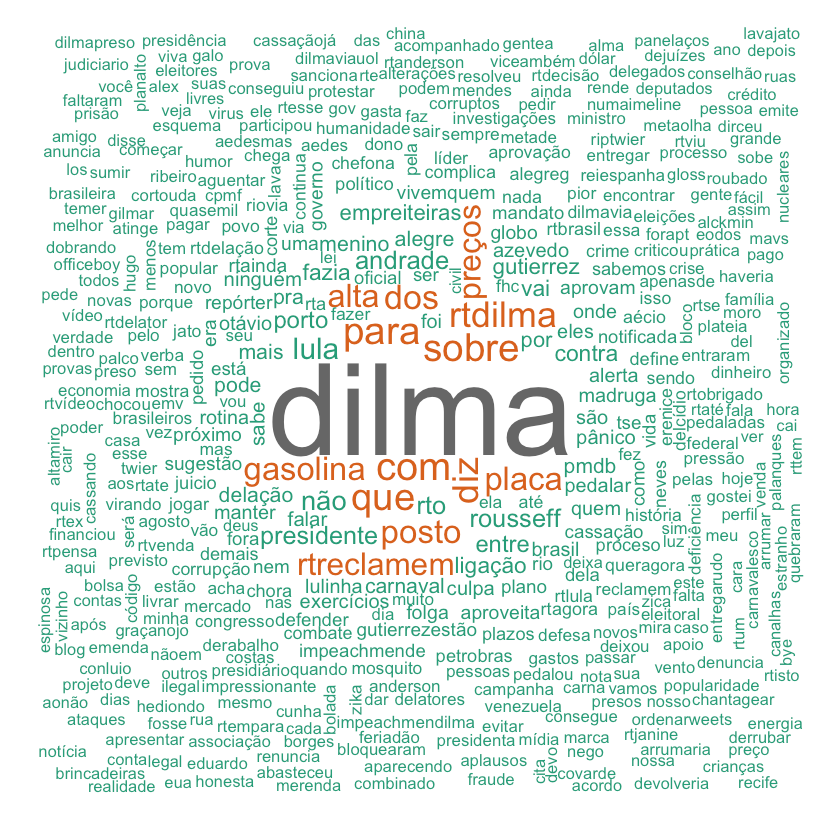 lavajato
das china
cassaçãojá
dilmapreso presidência
acompanhado gentea
alma panelaços
viva galo
dilmaviauol rtanderson
viceambém dólar
ano depois
judiciario
prova
dejuízes
eleitores
sancionarte alterações resolveu rtdecisão delegados conselhão ruas
você alex suas conseguiu protestar podem mendes ainda rende deputados crédito
planalto
faltaram livres rtesse gov gasta corruptos pedir numaimeline pessoa emite
prisão veja virus ele faz investigações ministro
esquema participou humanidade sair sempre metade riptwier metaolha dirceu
amigo disse aedesmas aedes dono aprovação entregar rtviu grande
anuncia começar humor chega chefona pela líder alegreg reiespanha processo sobe
los sumir ribeiro aguentar lava continua governo político complica nada pior encontrar gloss roubado
brasileira cortouda cpmf vivemquem gente fácil nucleares
temer gilmar quasemil riovia corte umamenino empreiteiras mandato dilmavia eleições alckmin assim
melhor atinge pagar povo via alegre preços globo rtbrasil essa forapt eodos mavs
dobrando tem rtdelação andrade azevedo crime criticouprática pago
officeboy hugo menos popular rtainda lei fazia oficial ser civil gutierrez sabemos crise haveria
todos novo ninguém fhc vai aprovam apenasde
pede novas porque repórter pra rta alta dos rtdilma onde isso bloco rtse família
vídeo jato era otávio porto fazer foi para por eles aécio moro
rtdelator pelo seu notificada plateia organizado
verdade palco verba mais lula sobre contra define del
dentro está alerta sendo entraram
provas preso sem pedido pode dinheiro
economia mostra dilma madruga rtobrigado
rtvídeochocouemv vou são erenice delcídio rtaté fala hora
brasileiros rotina sabe tse vida pedaladas cai
poder vez próximo pânico federal ver
casa mas fez pressão rttem
altamiro esse gasolina com diz placa pmdb como neves
cair twier sugestão pelas hoje venda palanques
cassando aos rtate juicio pedalar gostei
quis virando jogar delação não que rto ela até quem história perfil arrumar
rtex será agosto manter rousseff sim
financiou vão deus falar posto cassação luz meu
rtvenda fora presidente proceso deficiência
rtpensa previsto demais entre brasil
aqui corrupção nem rtreclamem ligação rio deixa queragora cara carnavalesco estranho quebraram
bolsa código estão acha chora lulinha carnaval culpa plano dela reclamem este
contas livrar mercado nas exercícios muito rtlula zica falta entregarudo
espinosa vizinho após minha congresso defender dia folga aproveita rtagora país eleitoral canalhas
graçanojo combate gutierrezestão plazos defesa novos mira caso rtum
blog emenda nãoem derabalho impeachmende deixou apoio bye
conluio costas petrobras gastos passar vento denuncia
outros presidiárioquando mosquito pessoas pedalou nota sua rtisto
projeto deve ilegal impressionante anderson campanha carna vamos popularidade
aonão dias hediondo mesmo bolada zika dar delatores venezuela presos nosso chantagear
cunha
ataques fosse rua rtempara cada impeachmendilma evitar consegue ordenarweets energia
feriadão rtjanine
apresentar associação borges presidenta mídia marca derrubar
notícia renuncia bloquearam nego arrumaria preço
contalegal eduardo aplausos cita devo nossa
brincadeiras abasteceu aparecendo covarde crianças
realidade eua honesta merenda combinado fraude acordo devolveria recife